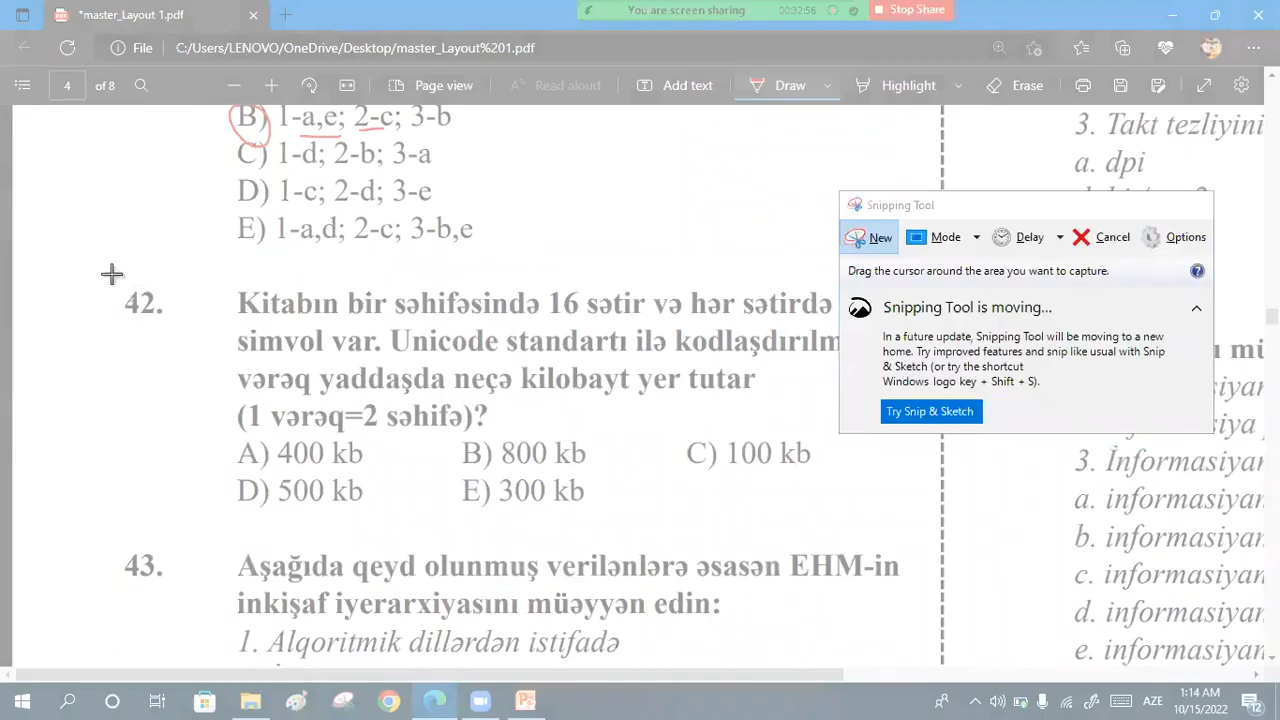 *master_Layout 1.pdf
You are screen sharing
32:56
Stop Share
File
C:/Users/LENOVO/OneDrive/Desktop/master_Layout%201.pdf
4
of 8
Page view
Read aloud
Add text
Draw
Highlight
Erase
B) 1-a,e; 2-c; 3-b
C) 1-d; 2-b; 3-a
D) 1-c; 2-d; 3-e
E) 1-a,d; 2-c; 3-b,e
42.
Kitabın bir səhifəsində 16 sətir və hər sətirdə
simvol var. Unicode standartı ilə kodlaşdırılm
vərəq yaddaşda neçə kilobayt yer tutar
(1 vərəq=2 səhifə)?
A) 400 kb B) 800 kb C) 100 kb
D) 500 kb E) 300 kb
43.
Aşağıda qeyd olunmuş verilənlərə əsasən EHM-in
inkişaf iyerarxiyasını müəyyən edin:
1. Alqoritmik dillərdən istifadə
3. Takt tezliyini
a. dpi
Snipping Tool
New
Mode
Delay
Cancel
Options
Drag the cursor around the area you want to capture.
Snipping Tool is moving...
In a future update, Snipping Tool will be moving to a new
home. Try improved features and snip like usual with Snip
& Sketch (or try the shortcut
Windows logo key + Shift + S).
Try Snip & Sketch
3. İnformasiyan
a. informasiyan
b. informasiyan
c. informasiyan
d. informasiyan
e. informasiyan
AZE
1:14 AM
10/15/2022
12